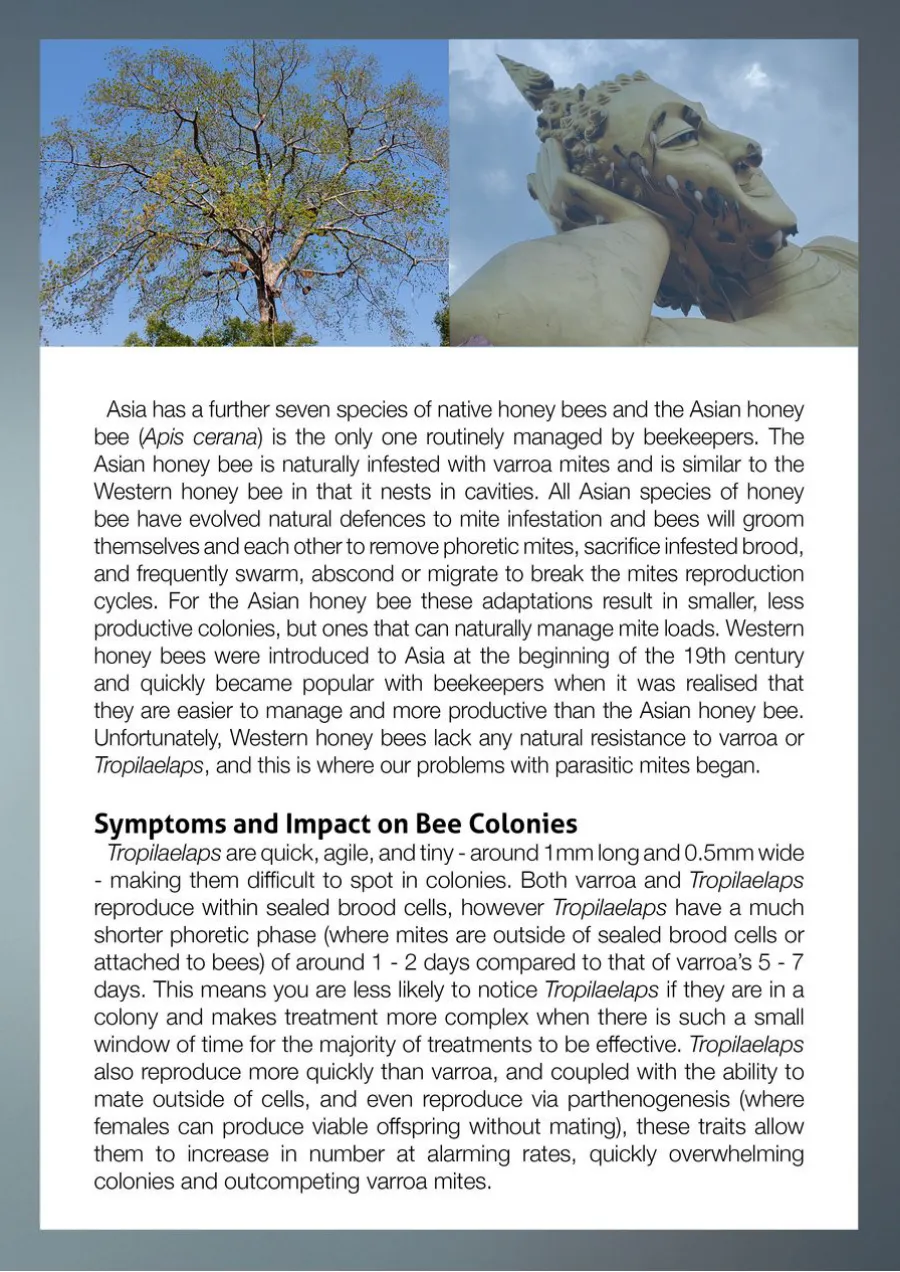 Asia has a further seven species of native honey bees and the Asian honey
bee (Apis cerana) is the only one routinely managed by beekeepers. The
Asian honey bee is naturally infested with varroa mites and is similar to the
Western honey bee in that it nests in cavities. All Asian species of honey
bee have evolved natural defences to mite infestation and bees will groom
themselves and each other to remove phoretic mites, sacrifice infested brood,
and frequently swarm, abscond or migrate to break the mites reproduction
cycles. For the Asian honey bee these adaptations result in smaller, less
productive colonies, but ones that can naturally manage mite loads. Western
honey bees were introduced to Asia at the beginning of the 19th century
and quickly became popular with beekeepers when it was realised that
they are easier to manage and more productive than the Asian honey bee.
Unfortunately, Western honey bees lack any natural resistance to varroa or
Tropilaelaps, and this is where our problems with parasitic mites began.
Symptoms and Impact on Bee Colonies
Tropilaelaps are quick, agile, and tiny - around 1mm long and 0.5mm wide
- making them difficult to spot in colonies. Both varroa and Tropilaelaps
reproduce within sealed brood cells, however Tropilaelaps have a much
shorter phoretic phase (where mites are outside of sealed brood cells or
attached to bees) of around 1 - 2 days compared to that of varroa’s 5 - 7
days. This means you are less likely to notice Tropilaelaps if they are in a
colony and makes treatment more complex when there is such a small
window of time for the majority of treatments to be effective. Tropilaelaps
also reproduce more quickly than varroa, and coupled with the ability to
mate outside of cells, and even reproduce via parthenogenesis (where
females can produce viable offspring without mating), these traits allow
them to increase in number at alarming rates, quickly overwhelming
colonies and outcompeting varroa mites.